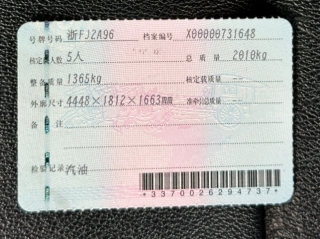 号牌号码 浙FJ2A96 档案编号 X00000731648
核定人数 5人 总质量 2010kg
整备质量 1365kg 核定载质量 --
外廓尺寸 4448×1812×1663mm 准牵引总质量 --
备注
检验记录 汽油
*3370026294737*